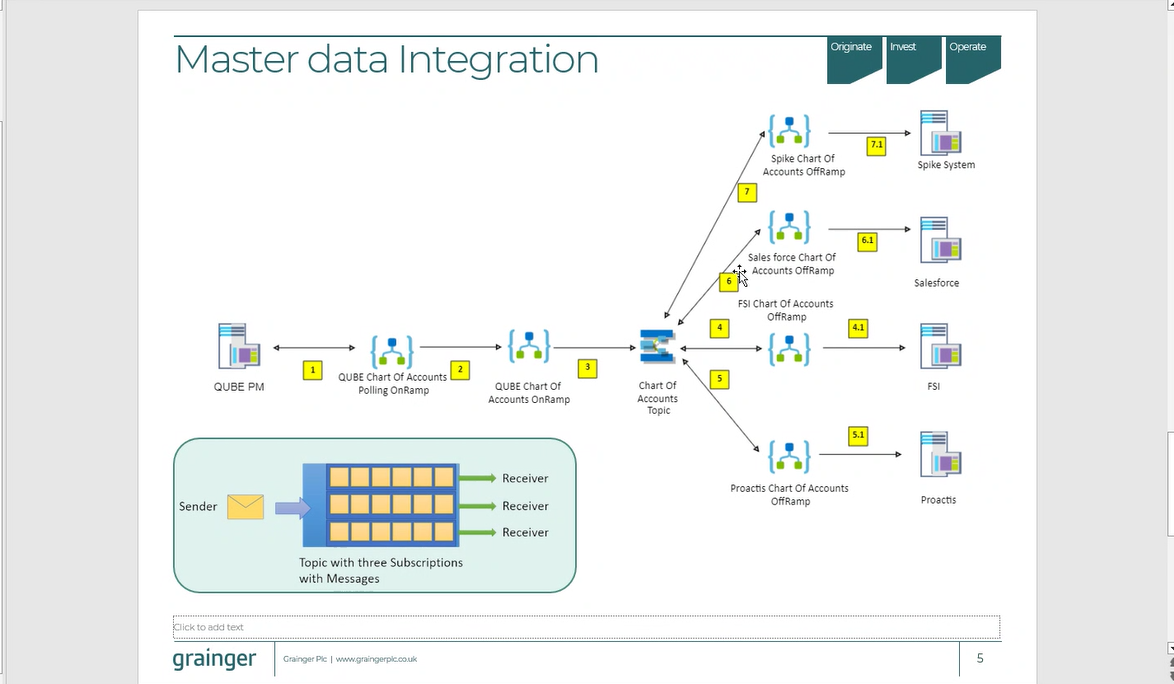 Master data Integration
Originate
Invest
Operate
7.1
Spike Chart Of
Accounts OffRamp
Spike System
7
6.1
Sales force Chart Of
Accounts OffRamp
Salesforce
6
FSI Chart Of Accounts
OffRamp
4
4.1
1
2
3
5
QUBE PM
QUBE Chart Of Accounts
Polling OnRamp
QUBE Chart Of
Accounts OnRamp
Chart Of
Accounts
Topic
FSI
5.1
Proactis Chart Of Accounts
OffRamp
Proactis
Sender
Receiver
Receiver
Receiver
Topic with three Subscriptions
with Messages
Click to add text
grainger
Grainger Plc | www.graingerplc.co.uk
5